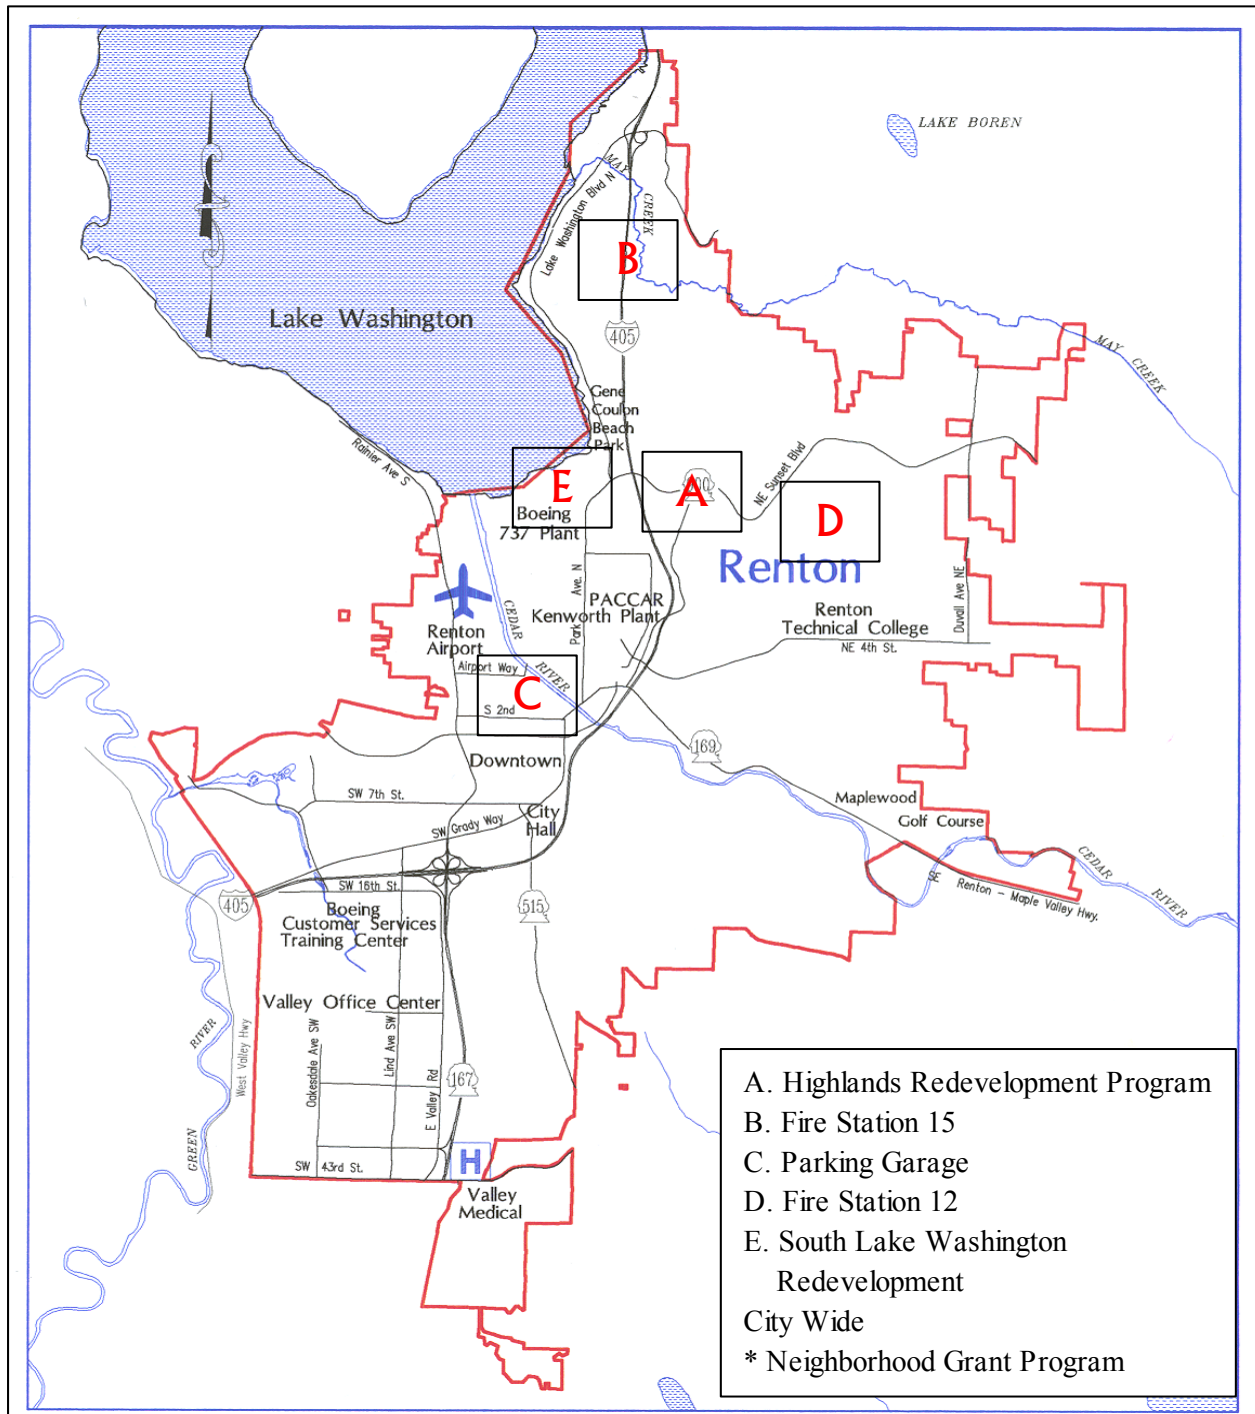 LAKE BOREN
MAY
CREEK
Lake Washington Blvd N
B
Lake Washington
405
MAY
CREEK
Gene
Coulon
Beach
Park
Rainier Ave S
NE Sunset Blvd
E
A
D
Boeing
737 Plant
Renton
CEDAR
RIVER
Park Ave. N
PACCAR
Kenworth Plant
Renton
Technical College
NE 4th St.
Duvall Ave NE
Renton
Airport
Airport Way
C
S 2nd
169
Downtown
SW 7th St.
SW Grady Way
City
Hall
Maplewood
Golf Course
CEDAR
RIVER
SE Renton - Maple Valley Hwy.
405
SW 16th St.
515
Boeing
Customer Services
Training Center
Valley Office Center
GREEN
RIVER
West Valley Hwy
Oakesdale Ave SW
Lind Ave SW
E Valley Rd
167
SW 43rd St.
H
Valley
Medical
A. Highlands Redevelopment Program
B. Fire Station 15
C. Parking Garage
D. Fire Station 12
E. South Lake Washington
Redevelopment
City Wide
* Neighborhood Grant Program